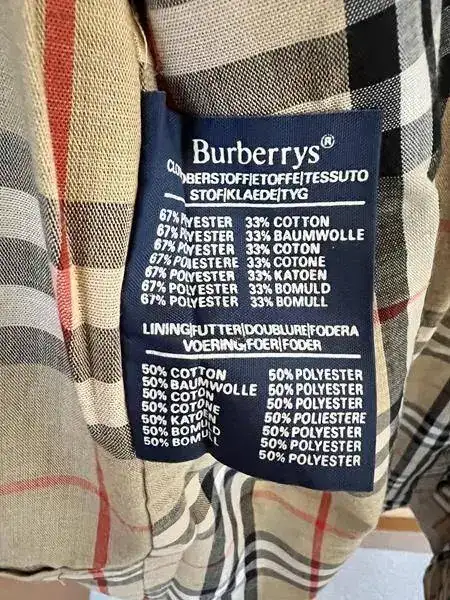 Burberrys®
OBERSTOFF|ETOFFE|TESSUTO
STOF|KLAEDE|TYG
67% POLYESTER 33% COTTON
67% POLYESTER 33% BAUMWOLLE
67% POLYESTER 33% COTON
67% POLIESTERE 33% COTONE
67% POLYESTER 33% KATOEN
67% POLYESTER 33% BOMULD
67% POLYESTER 33% BOMULL
LINING|FUTTER|DOUBLURE|FODERA
VOERING|FOER|FODER
50% COTTON 50% POLYESTER
50% BAUMWOLLE 50% POLYESTER
50% COTON 50% POLYESTER
50% COTONE 50% POLIESTERE
50% KATOEN 50% POLYESTER
50% BOMULD 50% POLYESTER
50% BOMULL 50% POLYESTER